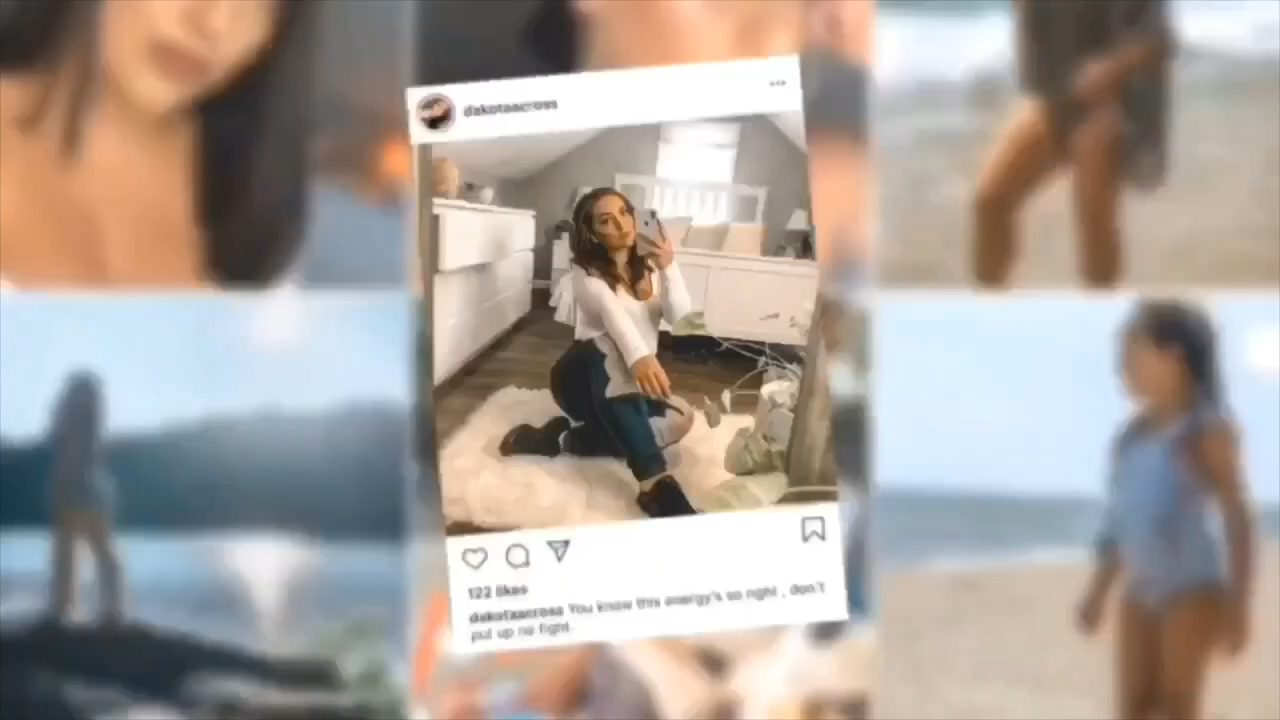 dakotaacross
122 likes
dakotaacross You know this energy's so right , don't
put up no fight.